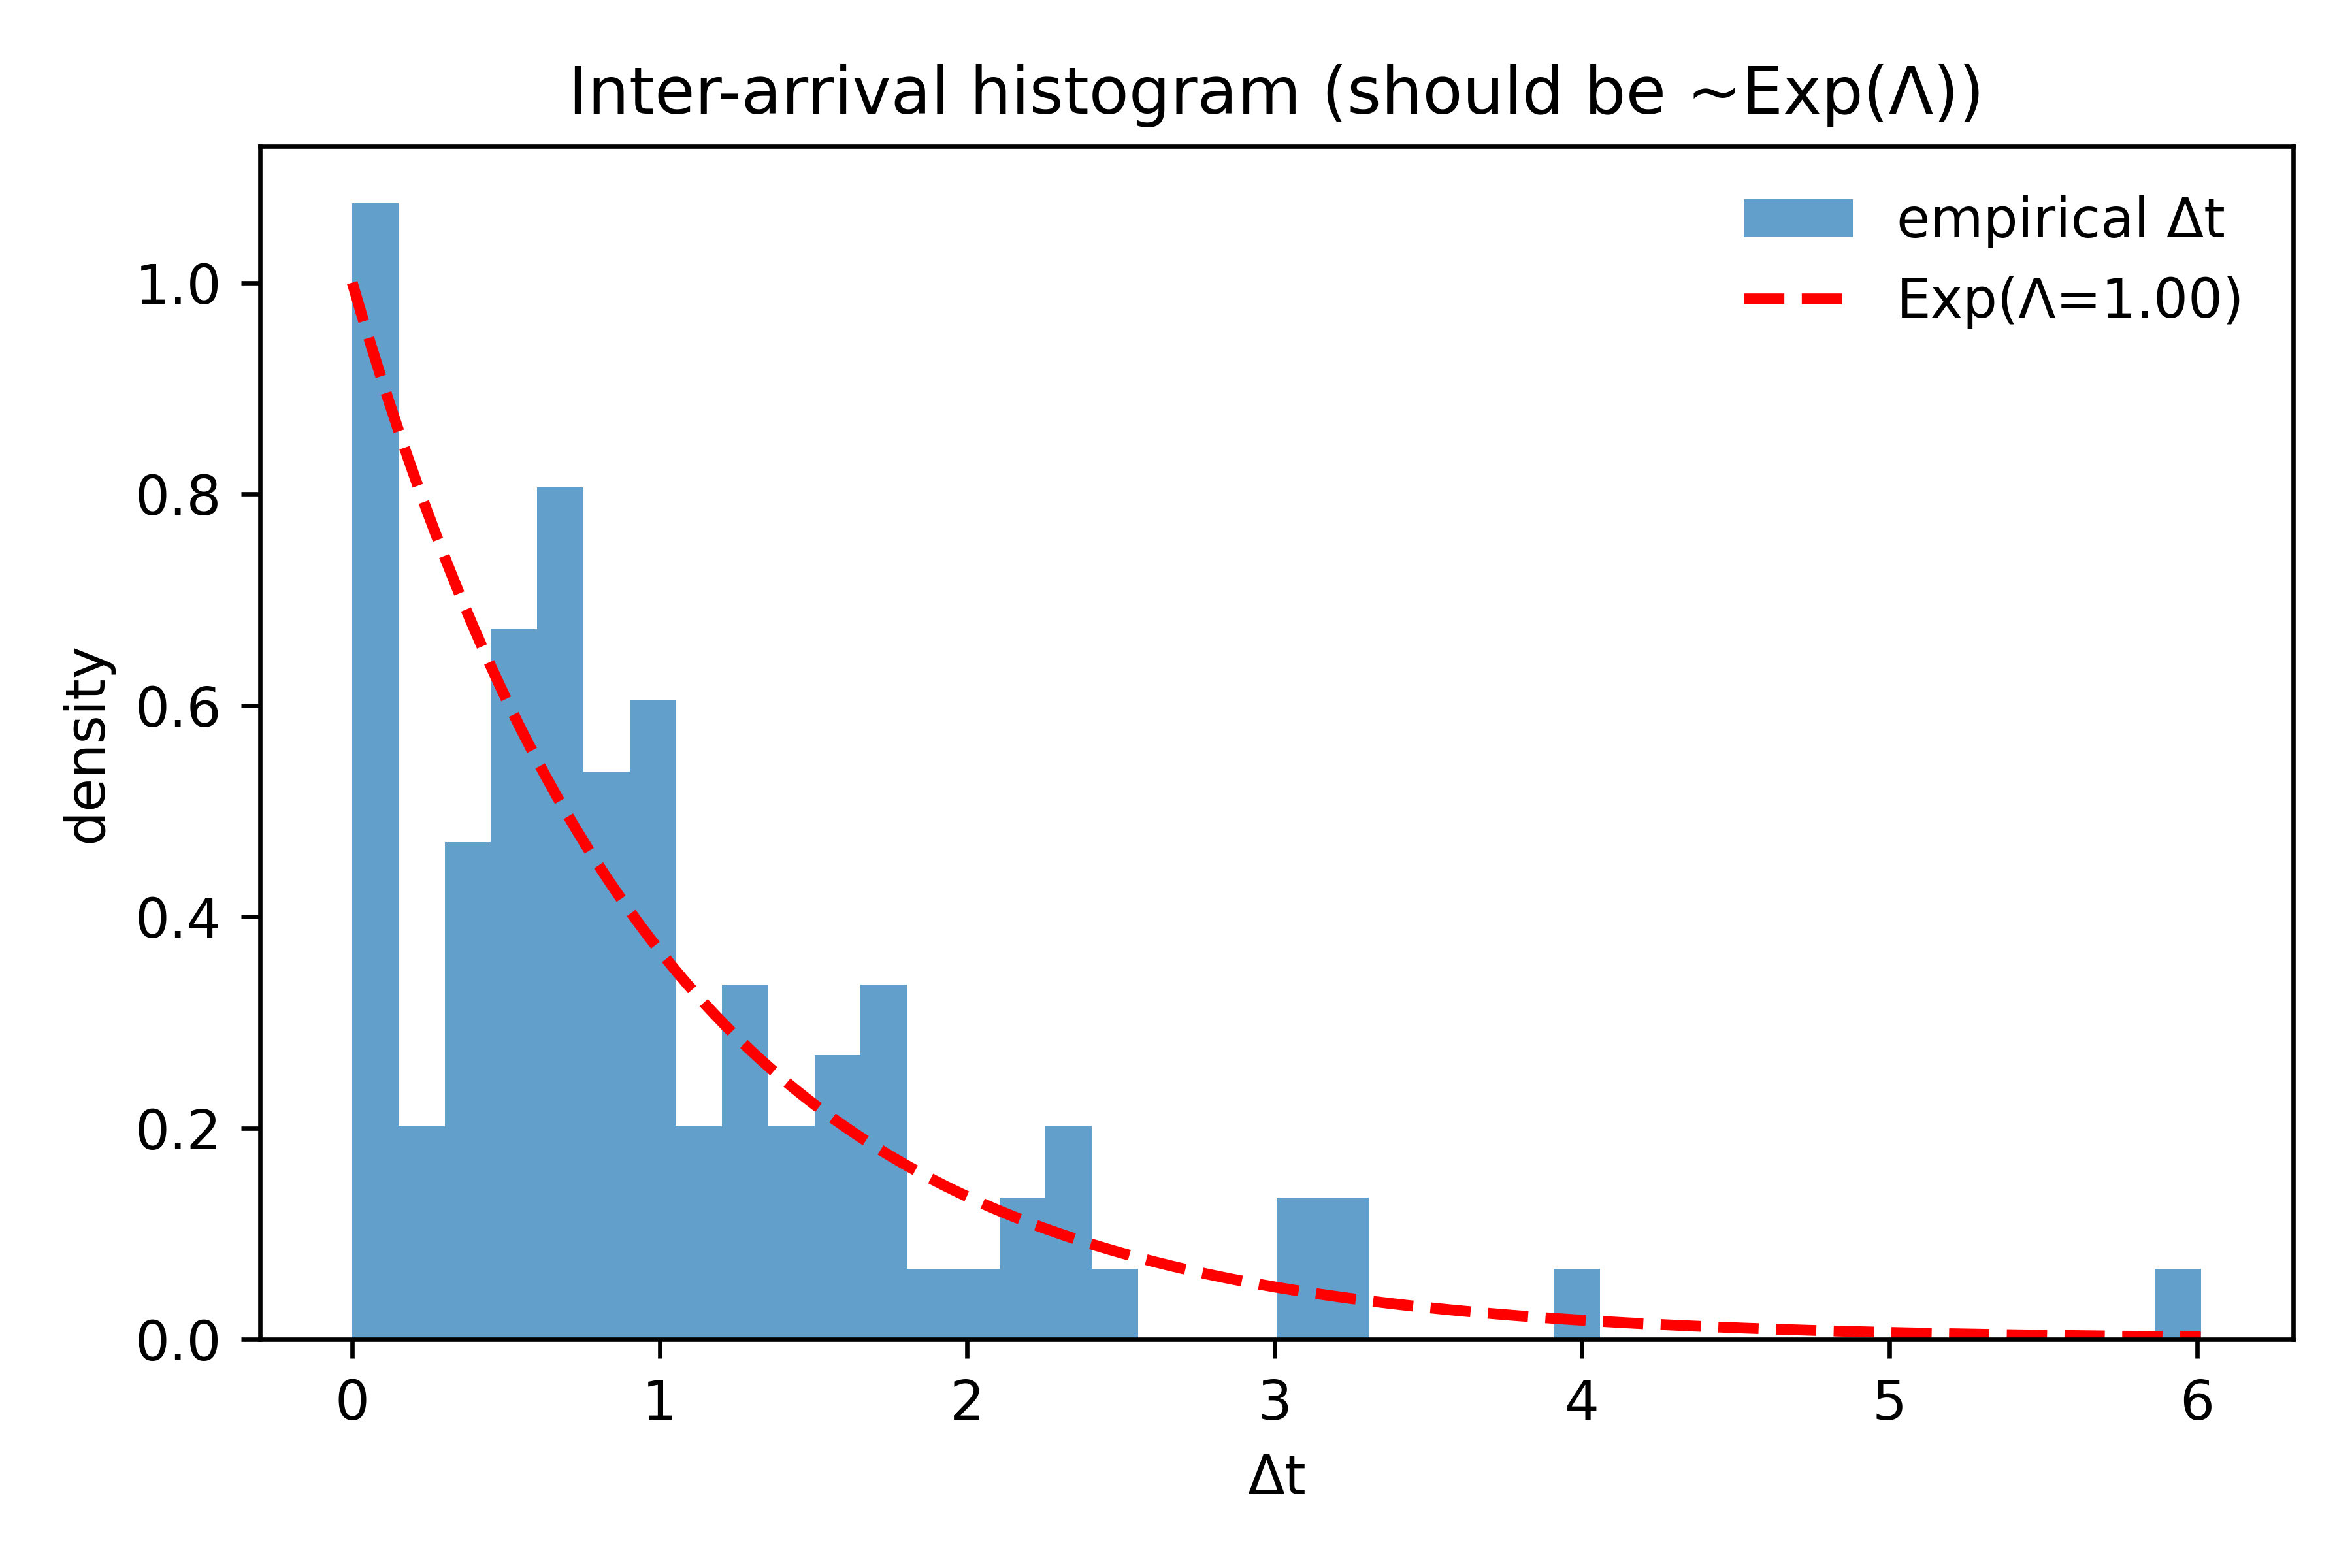 Inter-arrival histogram (should be ~Exp(Λ))
empirical Δt
Exp(Λ=1.00)
1.0
0.8
0.6
0.4
0.2
0.0
density
0 1 2 3 4 5 6
Δt